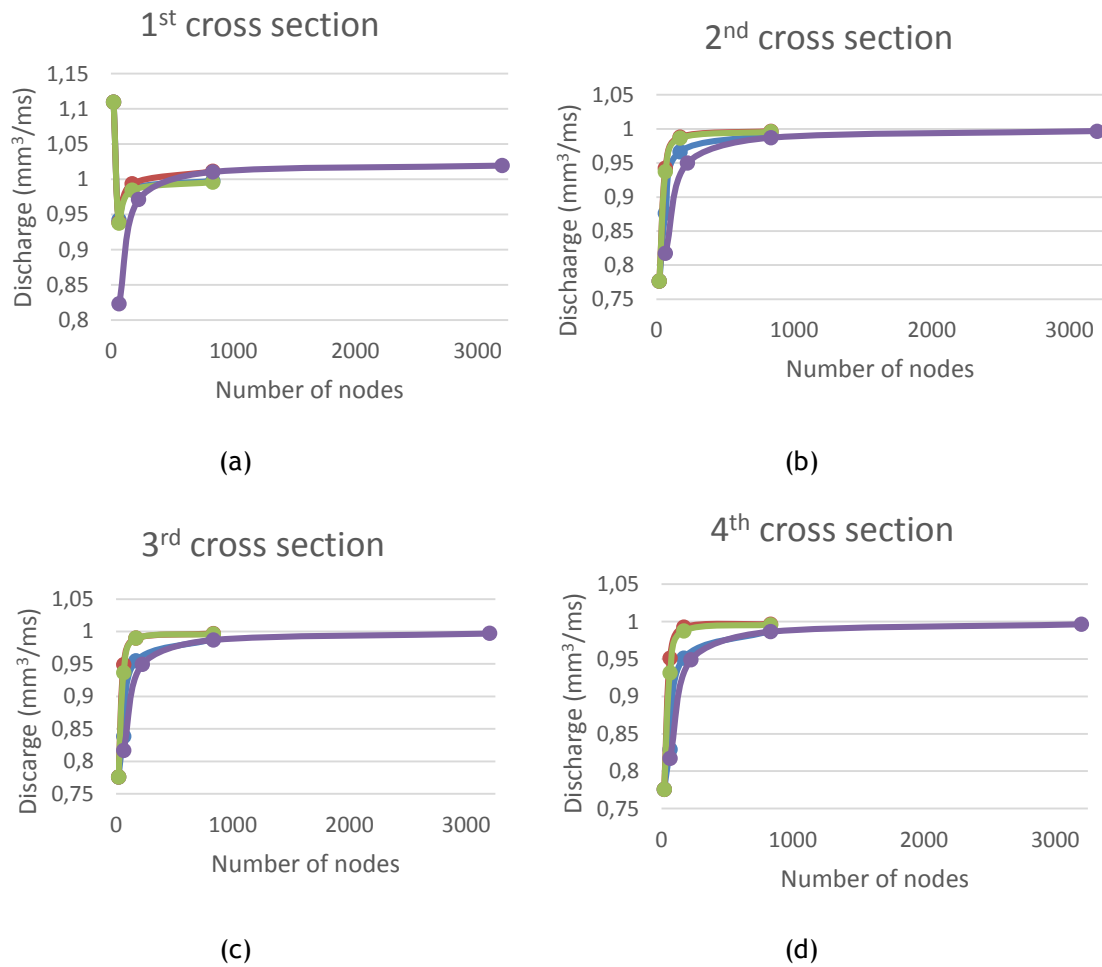 1st cross section
Discharge (mm³/ms)
1,15
1,1
1,05
1
0,95
0,9
0,85
0,8
0 1000 2000 3000
Number of nodes
(a)
2nd cross section
Dischaarge (mm³/ms)
1,05
1
0,95
0,9
0,85
0,8
0,75
0 1000 2000 3000
Number of nodes
(b)
3rd cross section
Discarge (mm³/ms)
1,05
1
0,95
0,9
0,85
0,8
0,75
0 1000 2000 3000
Number of nodes
(c)
4th cross section
Discharge (mm³/ms)
1,05
1
0,95
0,9
0,85
0,8
0,75
0 1000 2000 3000
Number of nodes
(d)